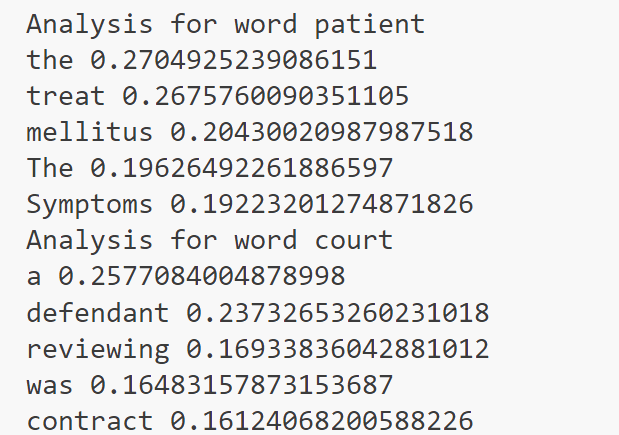 Analysis for word patient
the 0.2704925239086151
treat 0.2675760090351105
mellitus 0.20430020987987518
The 0.19626492261886597
Symptoms 0.19223201274871826
Analysis for word court
a 0.2577084004878998
defendant 0.23732653260231018
reviewing 0.16933836042881012
was 0.16483157873153687
contract 0.16124068200588226